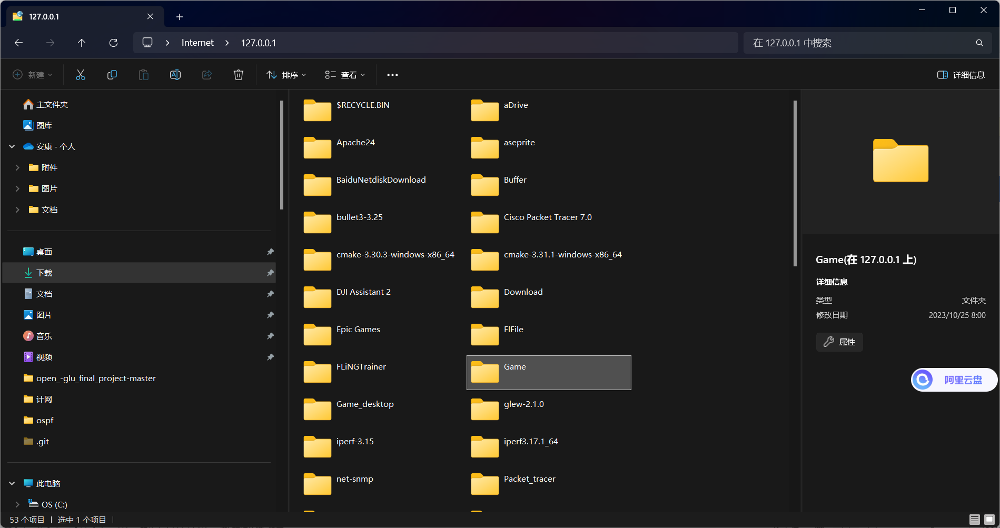 127.0.0.1
Internet
127.0.0.1
在 127.0.0.1 中搜索
新建
排序
查看
详细信息
主文件夹
图库
安康 - 个人
附件
图片
文档
桌面
下载
文档
图片
音乐
视频
open_-glu_final_project-master
计网
ospf
.git
此电脑
OS (C:)
$RECYCLE.BIN
aDrive
Apache24
aseprite
BaiduNetdiskDownload
Buffer
bullet3-3.25
Cisco Packet Tracer 7.0
cmake-3.30.3-windows-x86_64
cmake-3.31.1-windows-x86_64
DJI Assistant 2
Download
Epic Games
FlFile
FLiNGTrainer
Game
Game_desktop
glew-2.1.0
iperf-3.15
iperf3.17.1_64
net-snmp
Packet_tracer
Game(在 127.0.0.1 上)
详细信息
类型 文件夹
修改日期 2023/10/25 8:00
属性
阿里云盘
53 个项目 | 选中 1 个项目 |